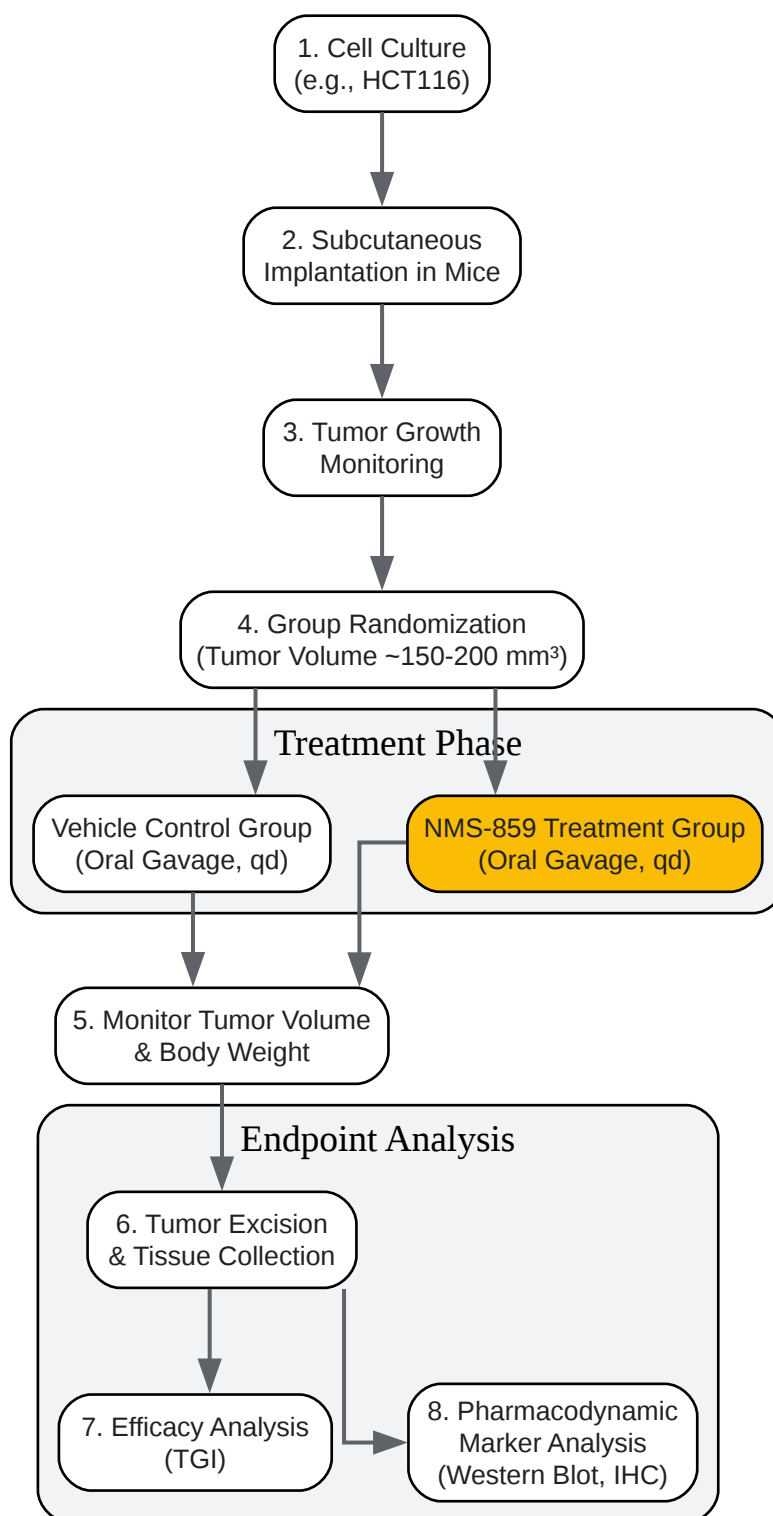 1. Cell Culture
(e.g., HCT116)
2. Subcutaneous
Implantation in Mice
3. Tumor Growth
Monitoring
4. Group Randomization
(Tumor Volume ~150-200 mm³)
Treatment Phase
Vehicle Control Group
(Oral Gavage, qd)
NMS-859 Treatment Group
(Oral Gavage, qd)
5. Monitor Tumor Volume
& Body Weight
Endpoint Analysis
6. Tumor Excision
& Tissue Collection
7. Efficacy Analysis
(TGI)
8. Pharmacodynamic
Marker Analysis
(Western Blot, IHC)